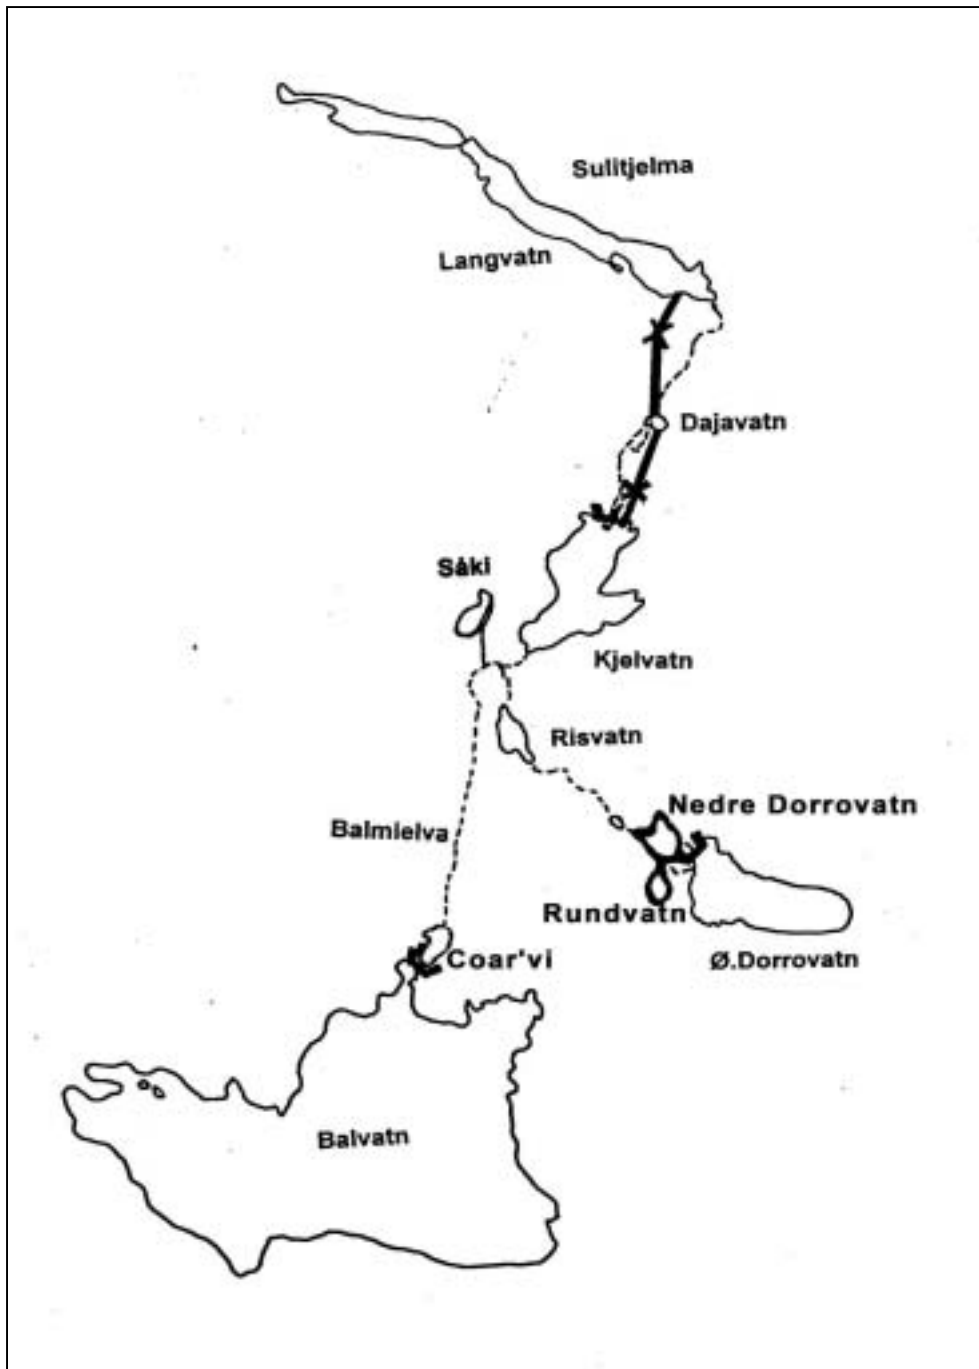 Sulitjelma
Langvatn
Dajavatn
Såki
Kjelvatn
Risvatn
Nedre Dorrovatn
Balmielva
Rundvatn
Coar'vi
Ø.Dorrovatn
Balvatn